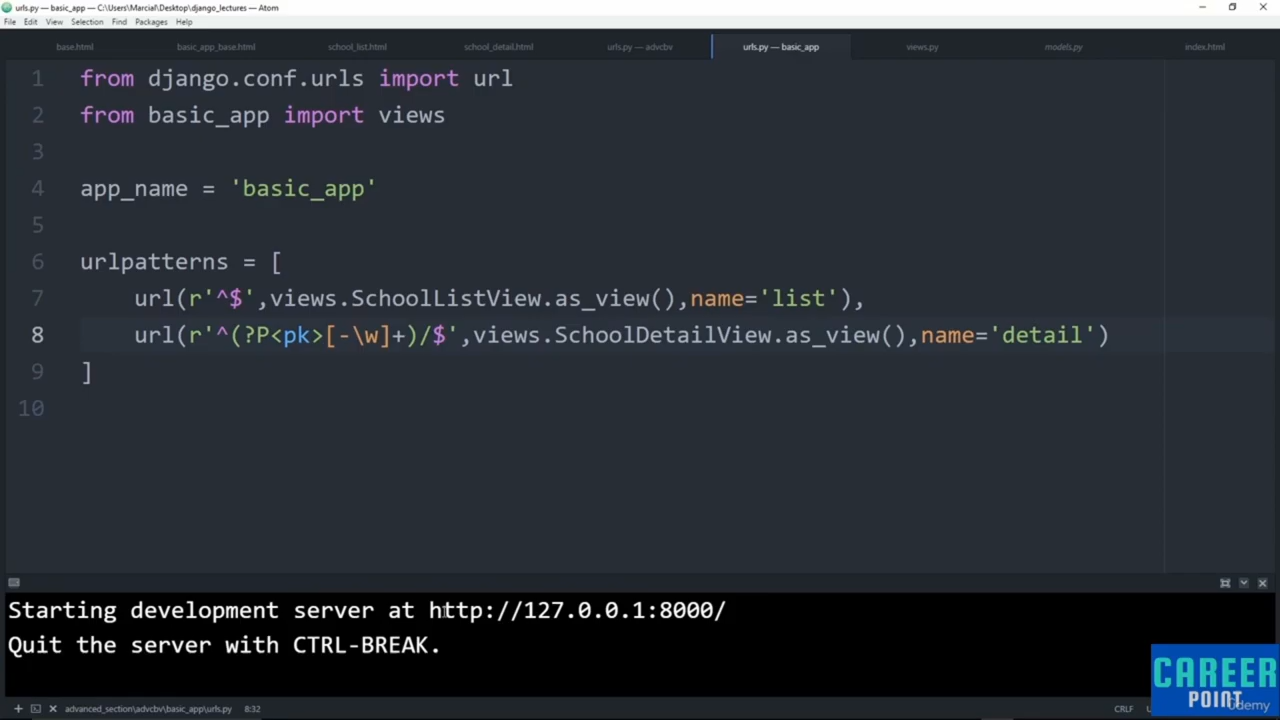 urls.py — basic_app — C:\Users\Marcial\Desktop\django_lectures — Atom
File Edit View Selection Find Packages Help
base.html basic_app_base.html school_list.html school_detail.html urls.py — advcbv urls.py — basic_app views.py models.py index.html
1 from django.conf.urls import url
2 from basic_app import views
3
4 app_name = 'basic_app'
5
6 urlpatterns = [
7 url(r'^$',views.SchoolListView.as_view(),name='list'),
8 url(r'^(?P<pk>[-\w]+)/$',views.SchoolDetailView.as_view(),name='detail')
9 ]
10
Starting development server at http://127.0.0.1:8000/
Quit the server with CTRL-BREAK.
CAREER
POINT
Udemy
advanced_section\advcbv\basic_app\urls.py 8:32 CRLF